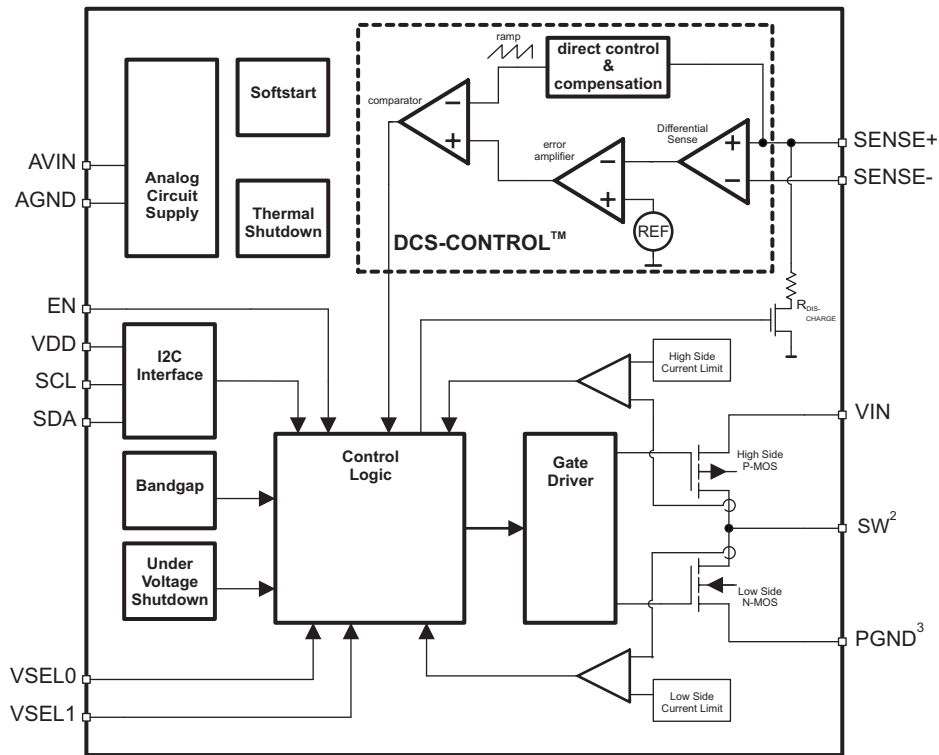 ramp
direct control
&
compensation
Softstart
comparator
−
+
Differential
Sense
+
−
error
amplifier
−
+
REF
DCS-CONTROL™
SENSE+
SENSE-
AVIN
AGND
Analog
Circuit
Supply
Thermal
Shutdown
R DIS-
CHARGE
EN
VDD
SCL
SDA
I2C
Interface
High Side
Current Limit
VIN
Control
Logic
Gate
Driver
High Side
P-MOS
Bandgap
SW²
Under
Voltage
Shutdown
Low Side
N-MOS
PGND³
VSEL0
VSEL1
Low Side
Current Limit